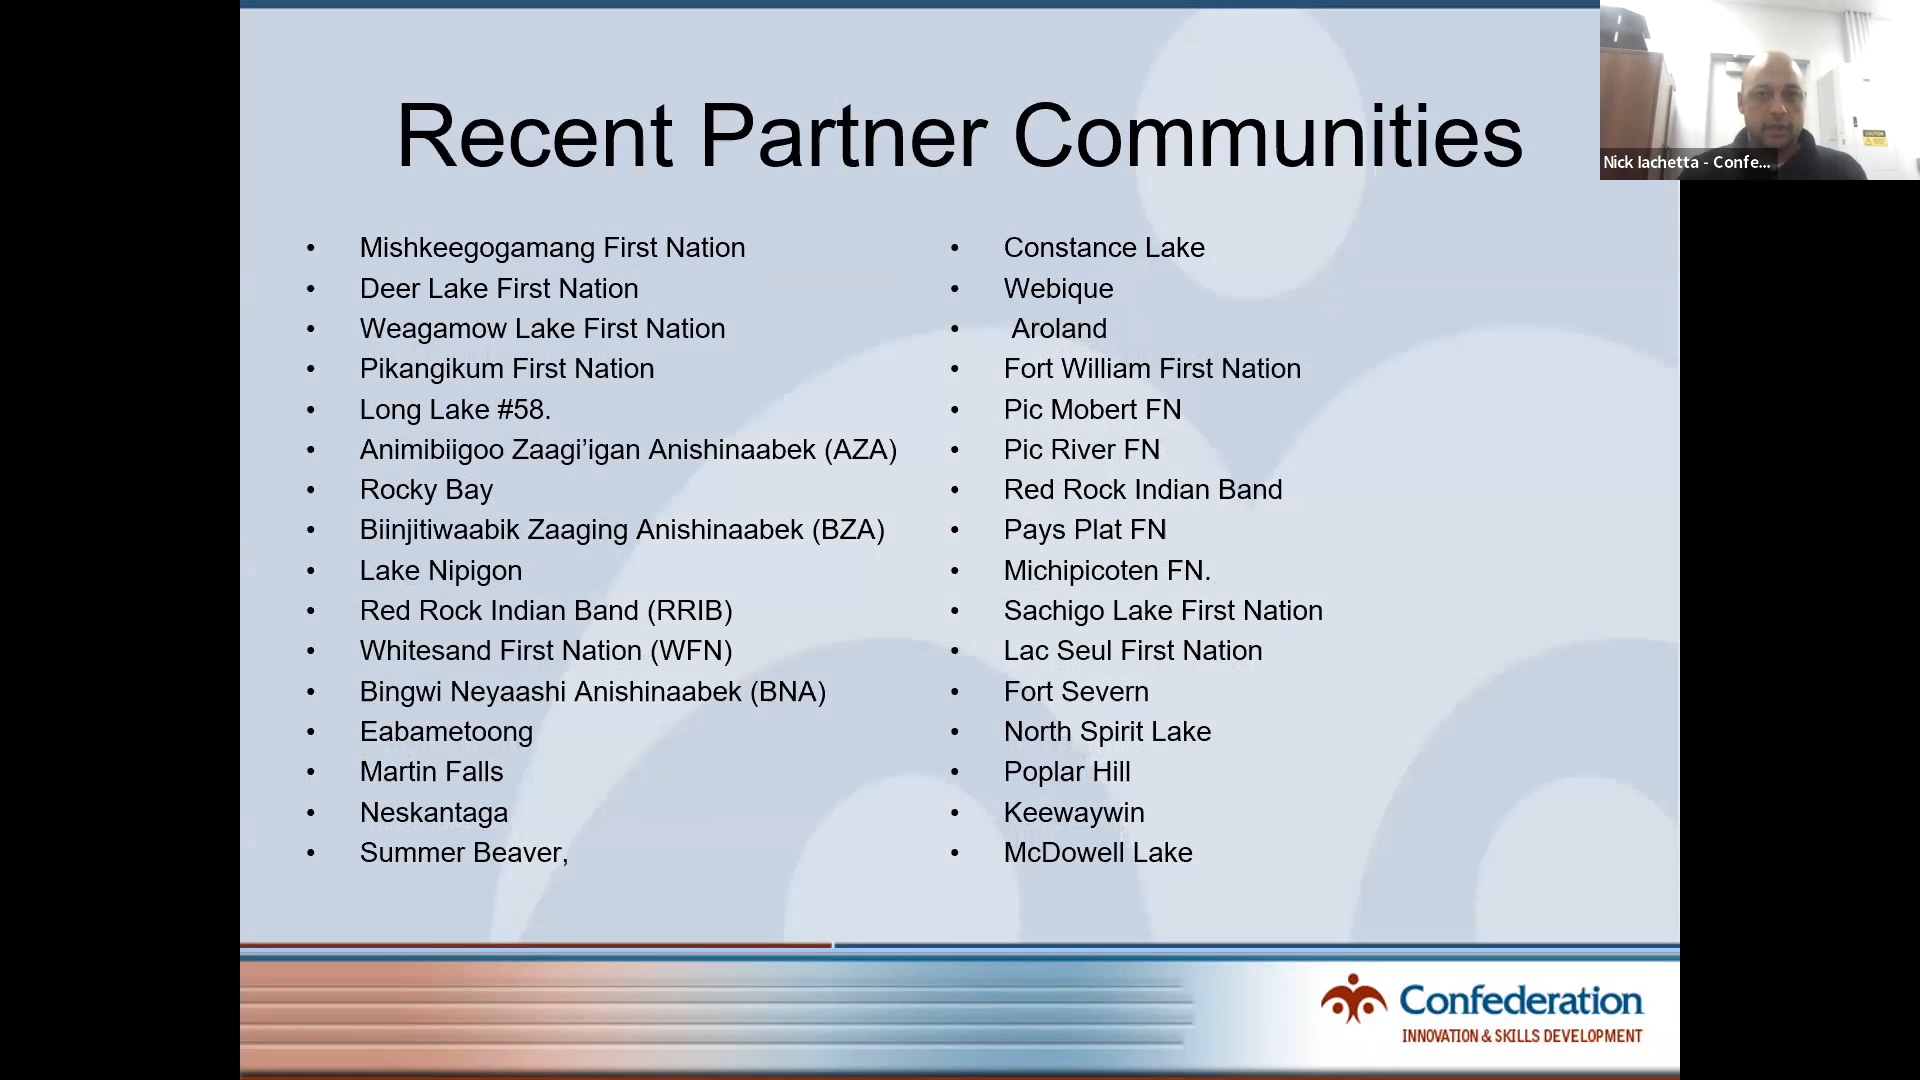 Recent Partner Communities
• Mishkeegogamang First Nation
• Deer Lake First Nation
• Weagamow Lake First Nation
• Pikangikum First Nation
• Long Lake #58.
• Animibiigoo Zaagi’igan Anishinaabek (AZA)
• Rocky Bay
• Biinjitiwaabik Zaaging Anishinaabek (BZA)
• Lake Nipigon
• Red Rock Indian Band (RRIB)
• Whitesand First Nation (WFN)
• Bingwi Neyaashi Anishinaabek (BNA)
• Eabametoong
• Martin Falls
• Neskantaga
• Summer Beaver,
• Constance Lake
• Webique
• Aroland
• Fort William First Nation
• Pic Mobert FN
• Pic River FN
• Red Rock Indian Band
• Pays Plat FN
• Michipicoten FN.
• Sachigo Lake First Nation
• Lac Seul First Nation
• Fort Severn
• North Spirit Lake
• Poplar Hill
• Keewaywin
• McDowell Lake
Nick Iachetta - Confe...
CAUTION
Confederation
INNOVATION & SKILLS DEVELOPMENT